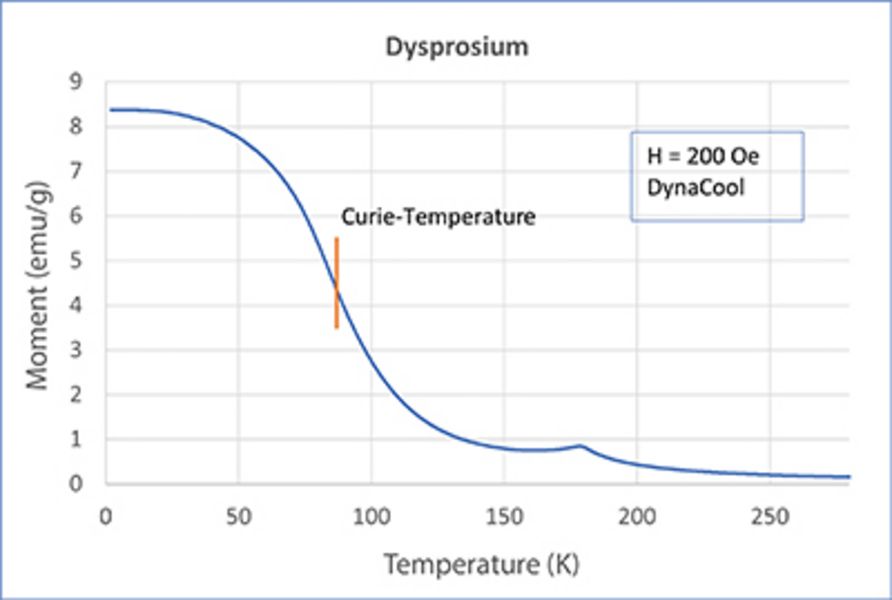 Dysprosium
9
8
7
6
5
4
3
2
1
0
Moment (emu/g)
H = 200 Oe
DynaCool
Curie-Temperature
0 50 100 150 200 250
Temperature (K)